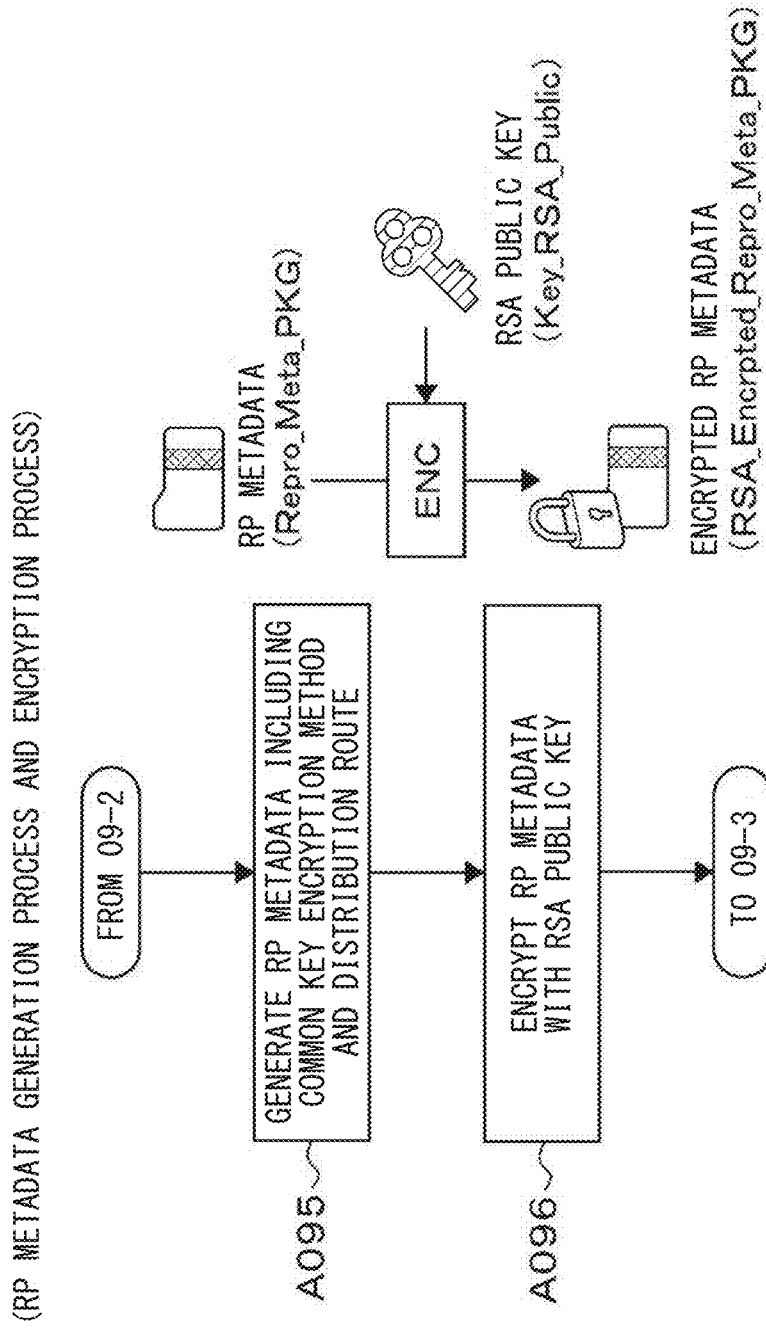 (RP METADATA GENERATION PROCESS AND ENCRYPTION PROCESS)
FROM 09-2
A095
GENERATE RP METADATA INCLUDING
COMMON KEY ENCRYPTION METHOD
AND DISTRIBUTION ROUTE
A096
ENCRYPT RP METADATA
WITH RSA PUBLIC KEY
TO 09-3
RP METADATA
(Repro_Meta_PKG)
ENC
RSA PUBLIC KEY
(Key_RSA_Public)
ENCRYPTED RP METADATA
(RSA_Encrpted_Repro_Meta_PKG)